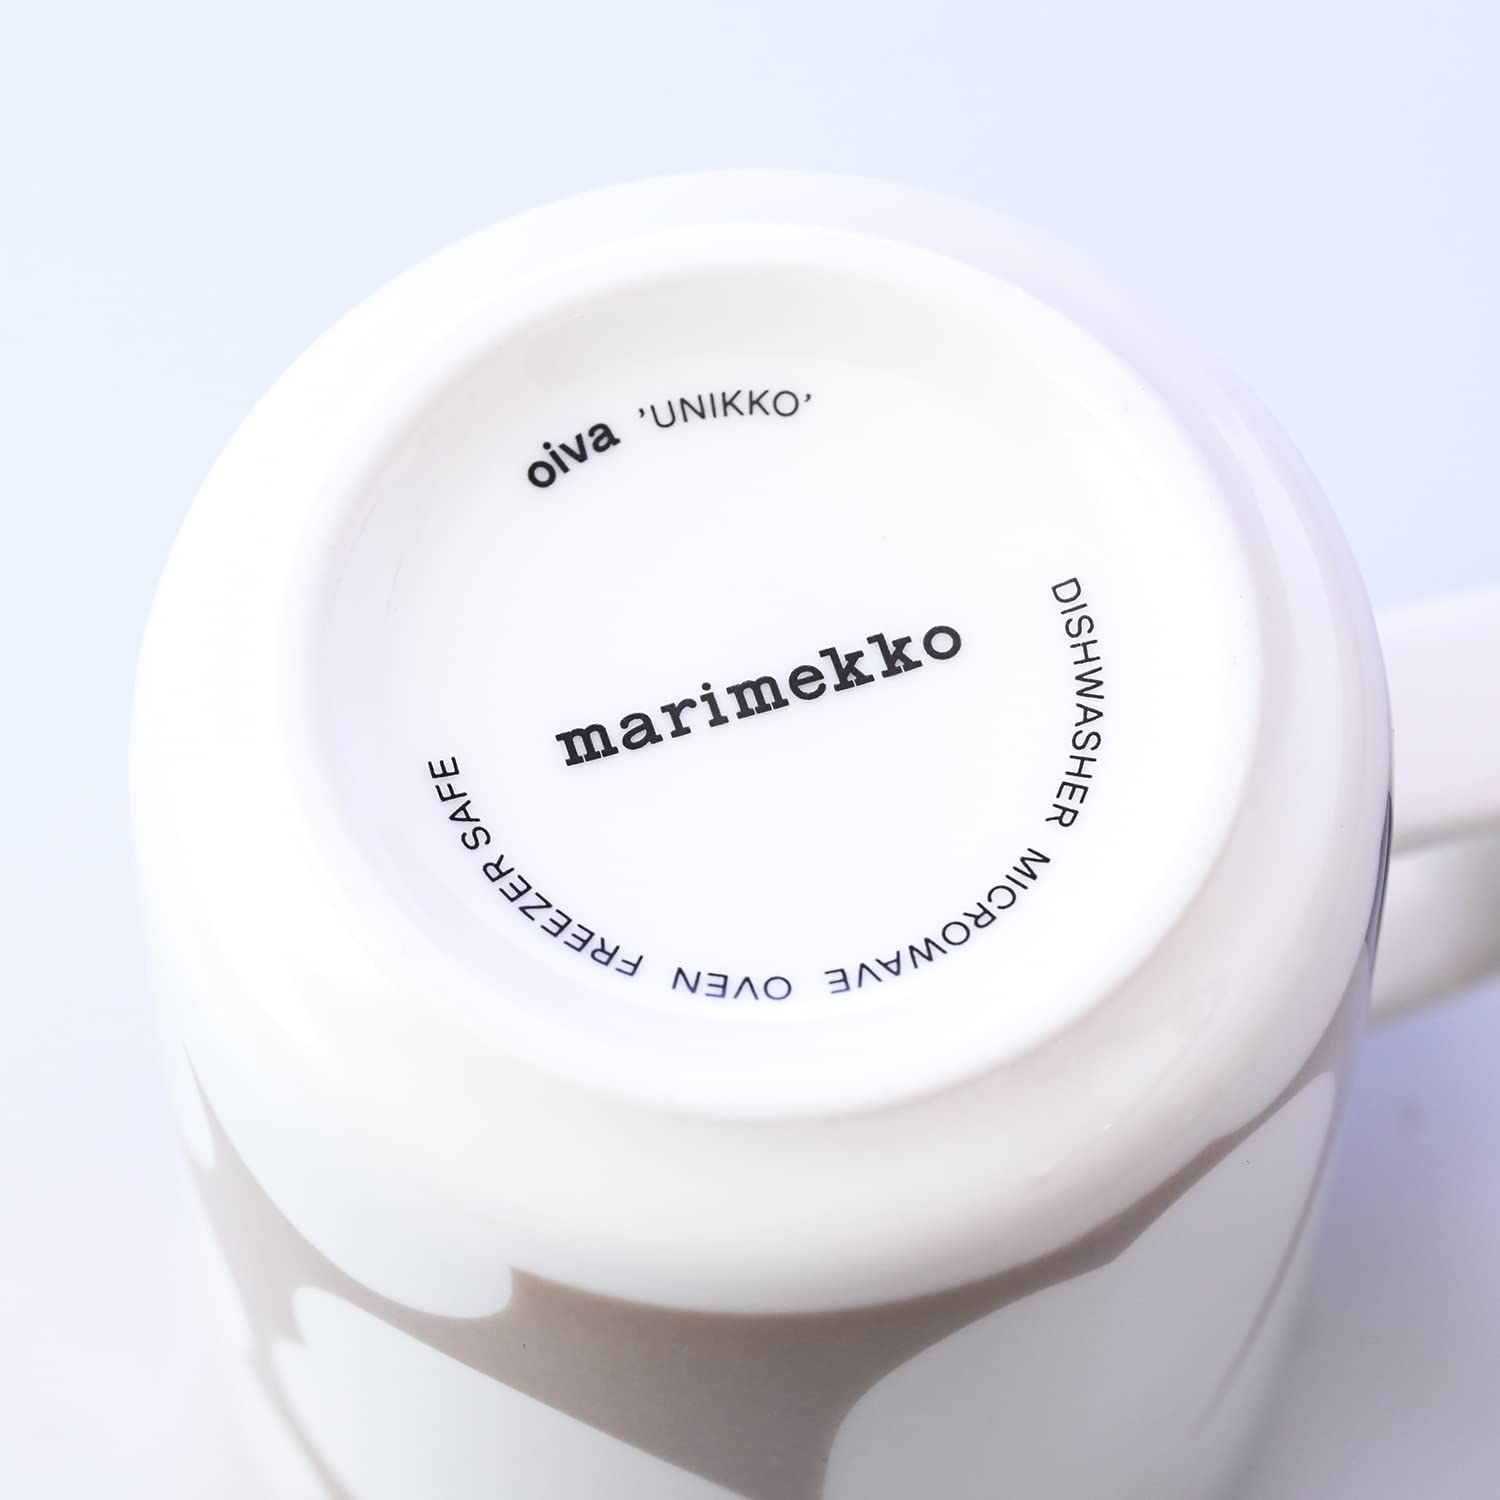 oiva ’UNIKKO’
marimekko
DISHWASHER MICROWAVE OVEN FREEZER SAFE